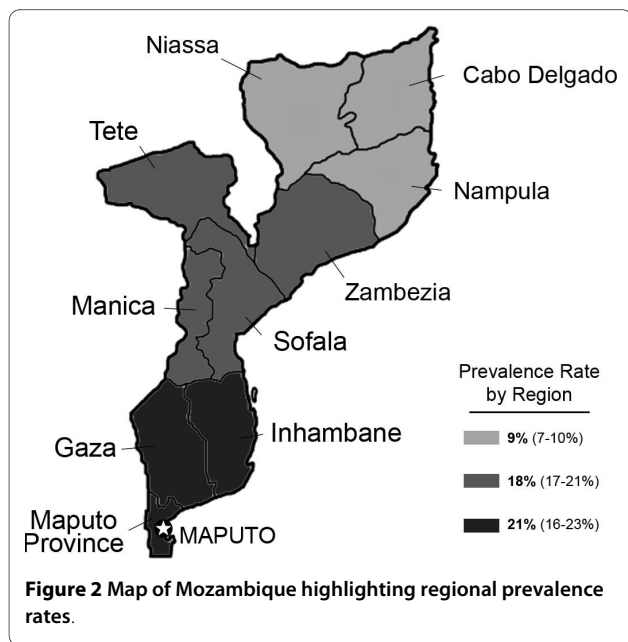 Niassa
Cabo Delgado
Tete
Nampula
Zambezia
Manica
Sofala
Prevalence Rate
by Region
9% (7-10%)
18% (17-21%)
21% (16-23%)
Gaza
Inhambane
Maputo
Province
MAPUTO
Figure 2 Map of Mozambique highlighting regional prevalence
rates.